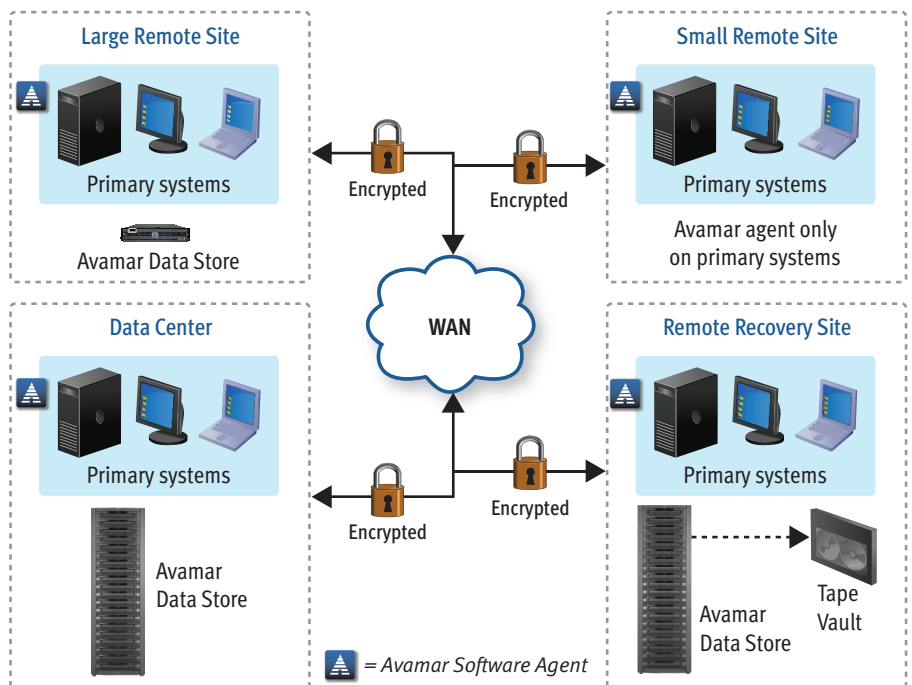 Large Remote Site
Primary systems
Avamar Data Store
Small Remote Site
Primary systems
Avamar agent only
on primary systems
Encrypted
Encrypted
WAN
Data Center
Primary systems
Avamar
Data Store
Remote Recovery Site
Primary systems
Avamar
Data Store
Tape
Vault
Encrypted
Encrypted
= Avamar Software Agent